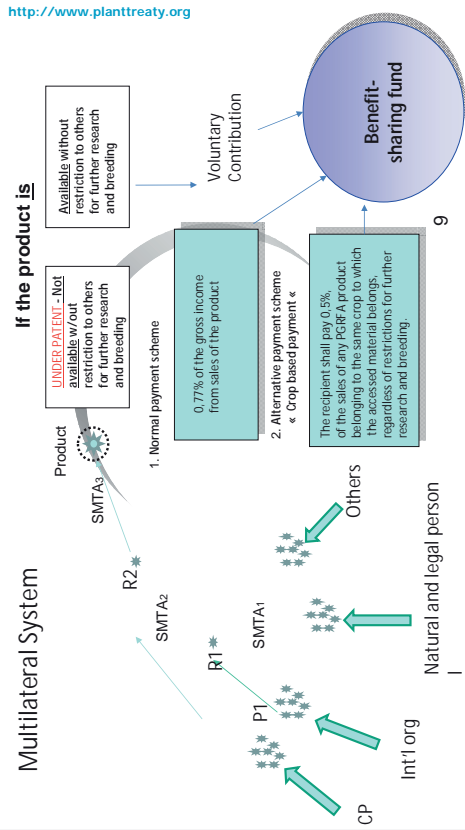 http://www.planttreaty.org
Multilateral System
If the product is
UNDER PATENT - Not
available w/out
restriction to others
for further research
and breeding
Available without
restriction to others
for further research
and breeding
Product
SMTA3
R2
SMTA2
R1
SMTA1
P1
CP
Int'l org
Natural and legal person
l
Others
1. Normal payment scheme
0,77% of the gross income
from sales of the product
2. Alternative payment scheme
« Crop based payment «
The recipient shall pay 0,5%,
of the sales of any PGRFA product
belonging to the same crop to which
the accessed material belongs,
regardless of restrictions for further
research and breeding.
Voluntary
Contribution
Benefit-
sharing fund
9